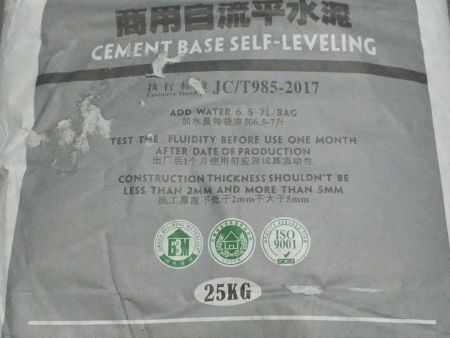 商用自流平水泥
CEMENT BASE SELF-LEVELING
执行标准 JC/T985-2017
Executive Standard
ADD WATER 6.5-7L/BAG
加水量每袋添加6.5-7升
TEST THE FLUIDITY BEFORE USE ONE MONTH
AFTER DATE OF PRODUCTION
出厂后1个月使用前应测试其流动性
CONSTRUCTION THICKNESS SHOULDN'T BE
LESS THAN 2MM AND MORE THAN 5MM
施工厚度不低于2mm不大于5mm
ISO
9001
SGS
25KG